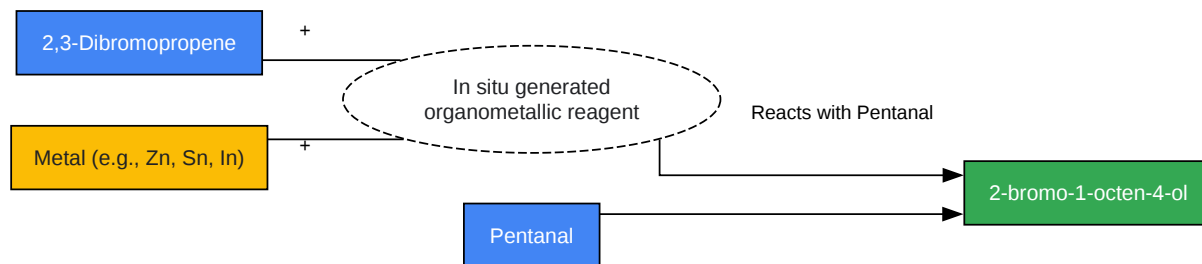 2,3-Dibromopropene
+
In situ generated
organometallic reagent
Reacts with Pentanal
Metal (e.g., Zn, Sn, In)
+
2-bromo-1-octen-4-ol
Pentanal